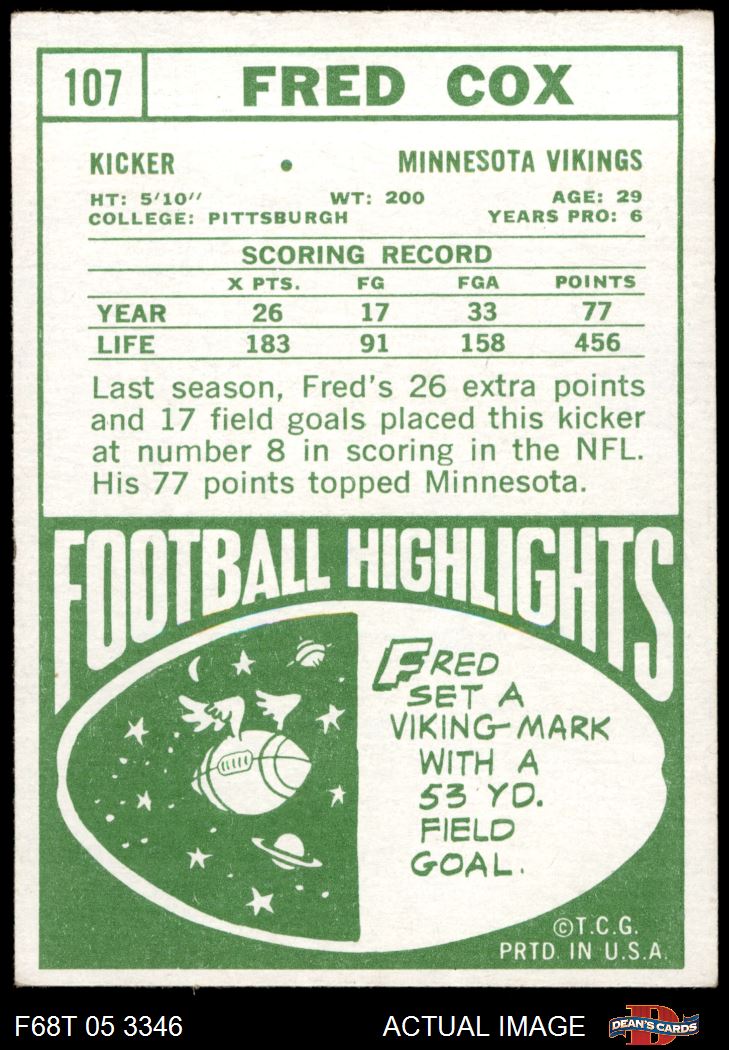 107 FRED COX
KICKER • MINNESOTA VIKINGS
HT: 5'10" WT: 200 AGE: 29
COLLEGE: PITTSBURGH YEARS PRO: 6
SCORING RECORD
X PTS. FG FGA POINTS
YEAR 26 17 33 77
LIFE 183 91 158 456
Last season, Fred's 26 extra points
and 17 field goals placed this kicker
at number 8 in scoring in the NFL.
His 77 points topped Minnesota.
FOOTBALL HIGHLIGHTS
FRED
SET A
VIKING-MARK
WITH A
53 YD.
FIELD
GOAL.
©T.C.G.
PRTD. IN U.S.A.
F68T 05 3346 ACTUAL IMAGE D DEAN'S CARDS